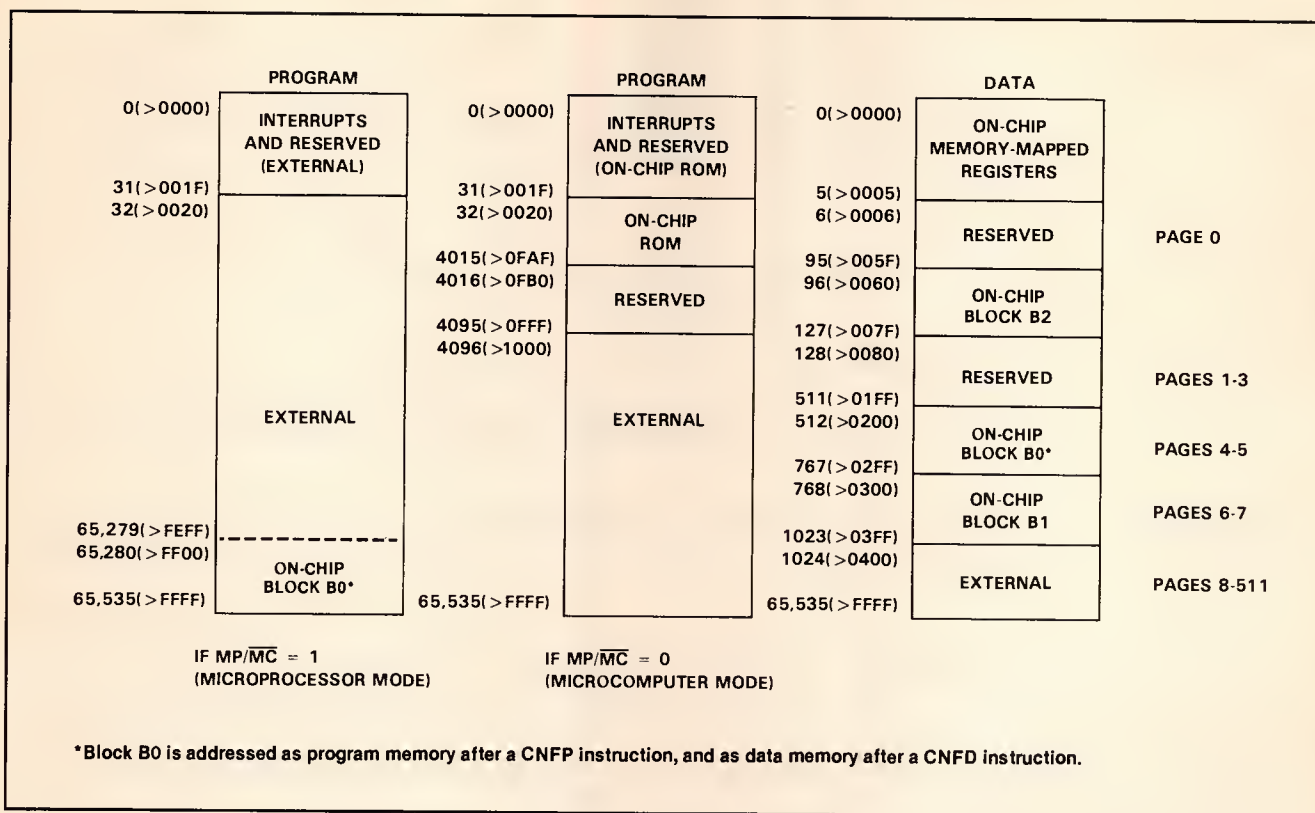 PROGRAM
0(>0000)
INTERRUPTS
AND RESERVED
(EXTERNAL)
31(>001F)
32(>0020)
EXTERNAL
65,279(>FEFF)
65,280(>FF00)
ON-CHIP
BLOCK B0*
65,535(>FFFF)
IF MP/M̅C̅ = 1
(MICROPROCESSOR MODE)
PROGRAM
0(>0000)
INTERRUPTS
AND RESERVED
(ON-CHIP ROM)
31(>001F)
32(>0020)
ON-CHIP
ROM
4015(>0FAF)
4016(>0FB0)
RESERVED
4095(>0FFF)
4096(>1000)
EXTERNAL
65,535(>FFFF)
IF MP/M̅C̅ = 0
(MICROCOMPUTER MODE)
DATA
0(>0000)
ON-CHIP
MEMORY-MAPPED
REGISTERS
5(>0005)
6(>0006)
RESERVED
PAGE 0
95(>005F)
96(>0060)
ON-CHIP
BLOCK B2
127(>007F)
128(>0080)
RESERVED
PAGES 1-3
511(>01FF)
512(>0200)
ON-CHIP
BLOCK B0*
PAGES 4-5
767(>02FF)
768(>0300)
ON-CHIP
BLOCK B1
PAGES 6-7
1023(>03FF)
1024(>0400)
EXTERNAL
PAGES 8-511
65,535(>FFFF)
*Block B0 is addressed as program memory after a CNFP instruction, and as data memory after a CNFD instruction.